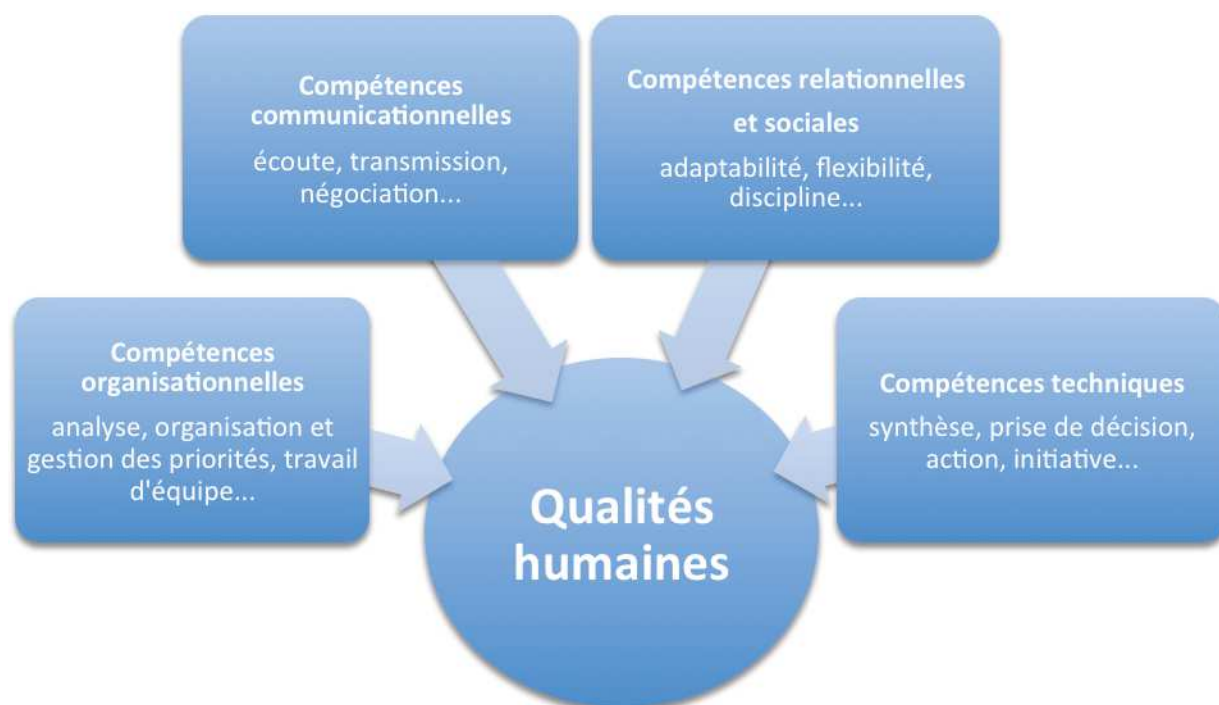 Compétences
communicationnelles
écoute, transmission,
négociation...
Compétences relationnelles
et sociales
adaptabilité, flexibilité,
discipline...
Compétences
organisationnelles
analyse, organisation et
gestion des priorités, travail
d'équipe...
Compétences techniques
synthèse, prise de décision,
action, initiative...
Qualités
humaines